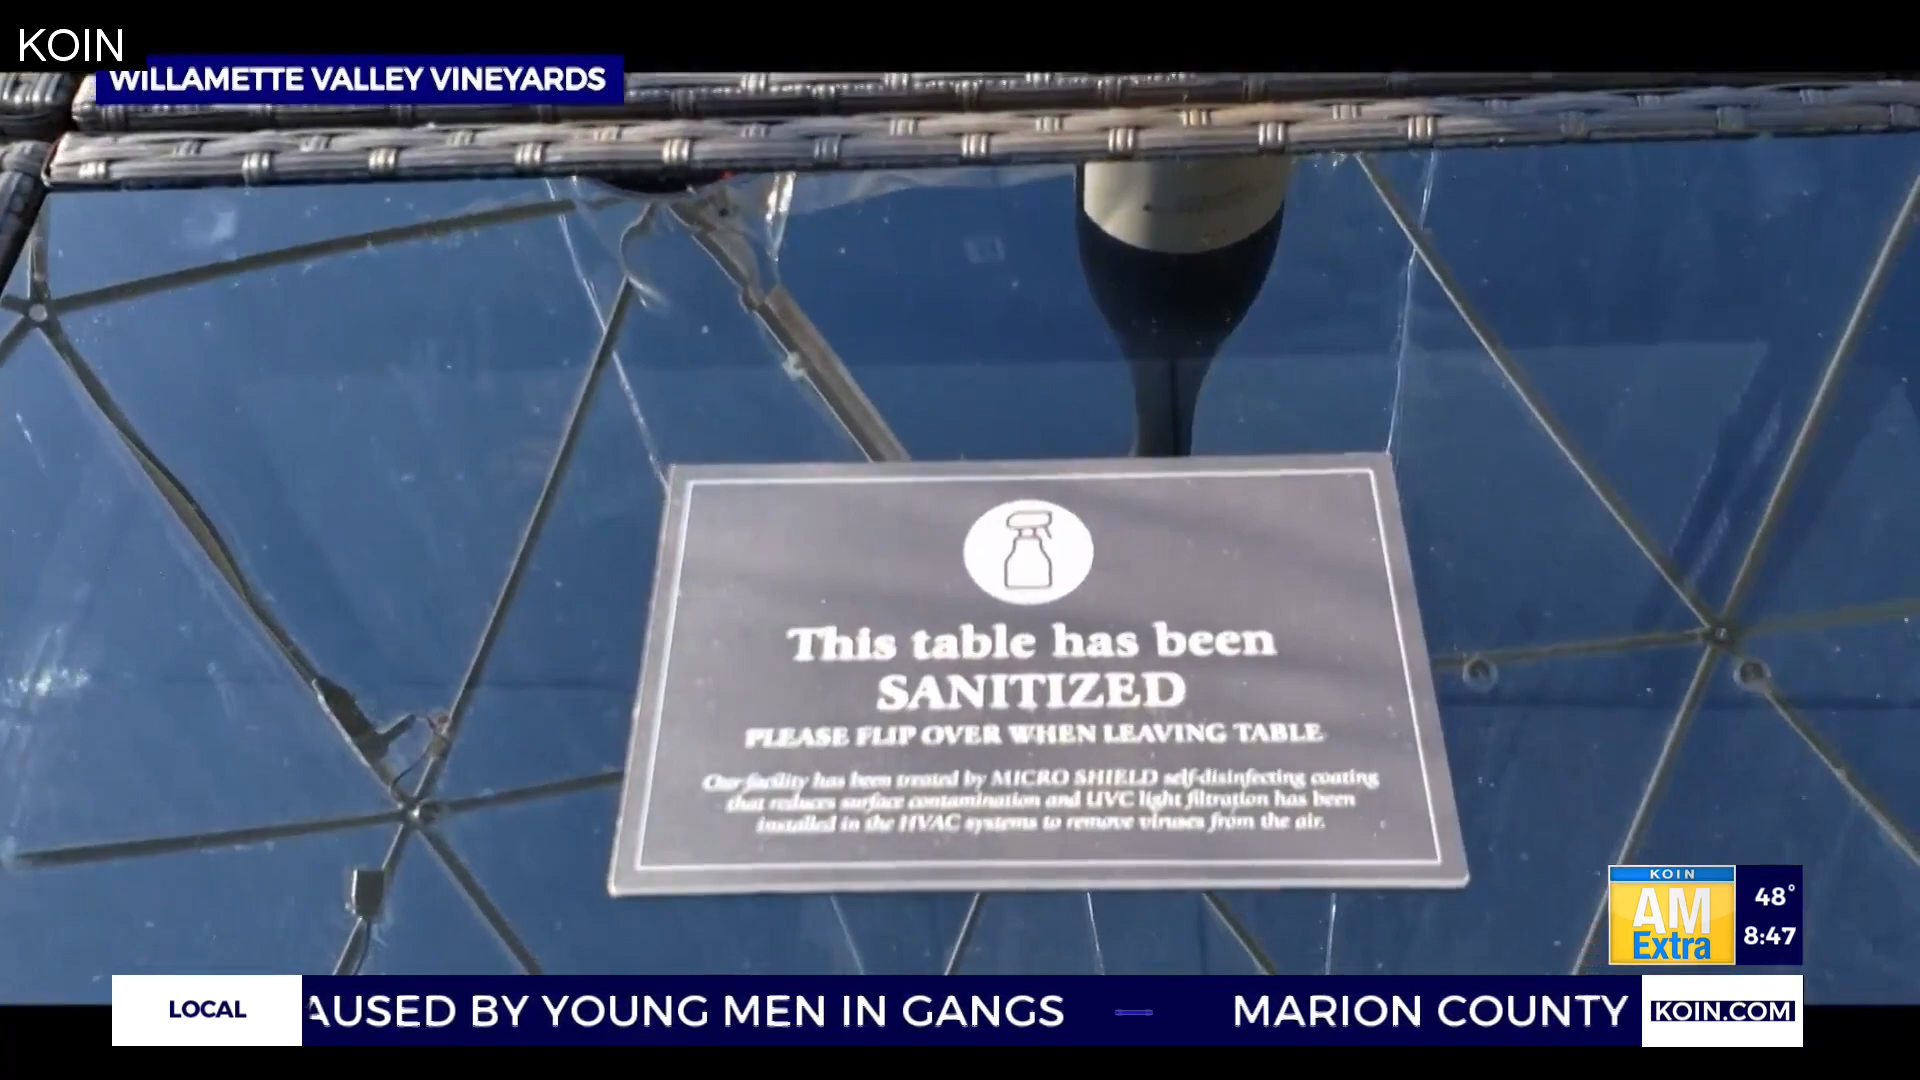 KOIN
WILLAMETTE VALLEY VINEYARDS
This table has been
SANITIZED
PLEASE FLIP OVER WHEN LEAVING TABLE
Our facility has been treated by MICRO SHIELD self-disinfecting coating
that reduces surface contamination and UVC light filtration has been
installed in the HVAC systems to remove viruses from the air.
KOIN
AM
Extra
48°
8:47
LOCAL
AUSED BY YOUNG MEN IN GANGS — MARION COUNTY
KOIN.COM